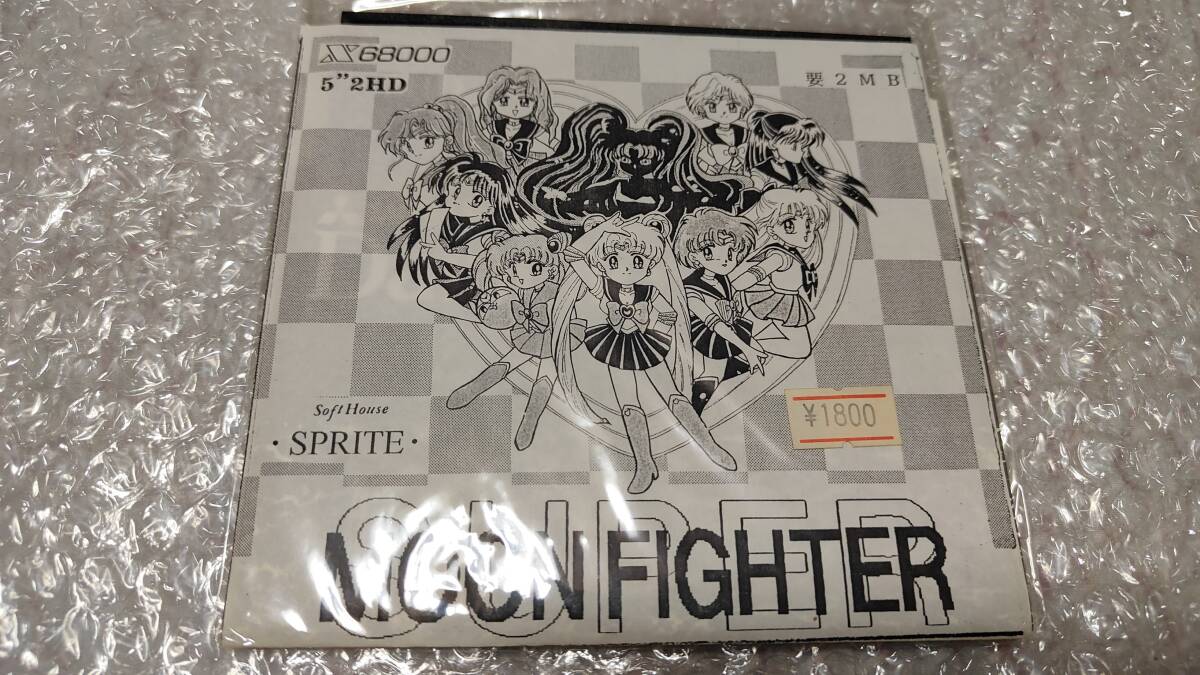 X68000
5"2HD
要2MB
¥1800
Soft House
・SPRITE・
SUPER
MOON FIGHTER